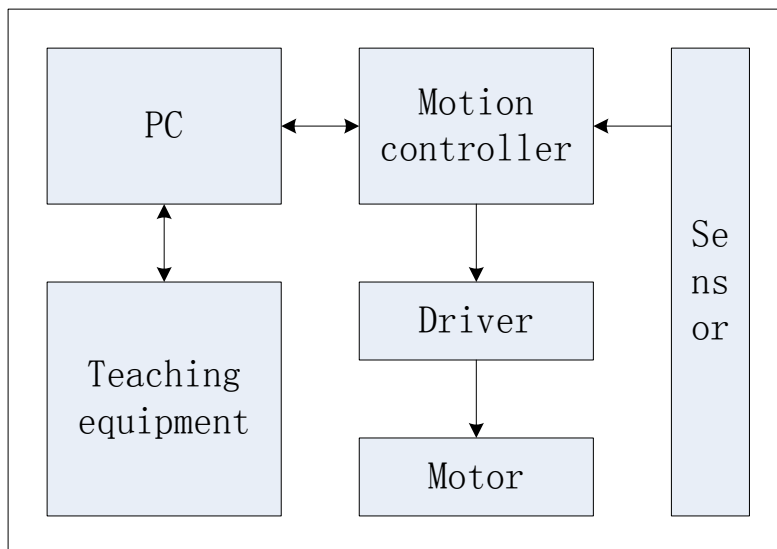 PC
Motion
controller
Se
ns
or
Driver
Teaching
equipment
Motor